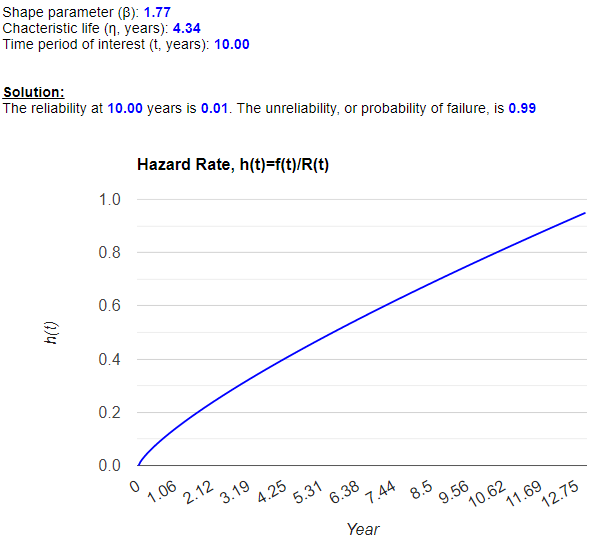 Shape parameter (β): 1.77
Chacteristic life (η, years): 4.34
Time period of interest (t, years): 10.00
Solution:
The reliability at 10.00 years is 0.01. The unreliability, or probability of failure, is 0.99
Hazard Rate, h(t)=f(t)/R(t)
1.0
0.8
0.6
0.4
0.2
0.0
h(t)
0 1.06 2.12 3.19 4.25 5.31 6.38 7.44 8.5 9.56 10.62 11.69 12.75
Year